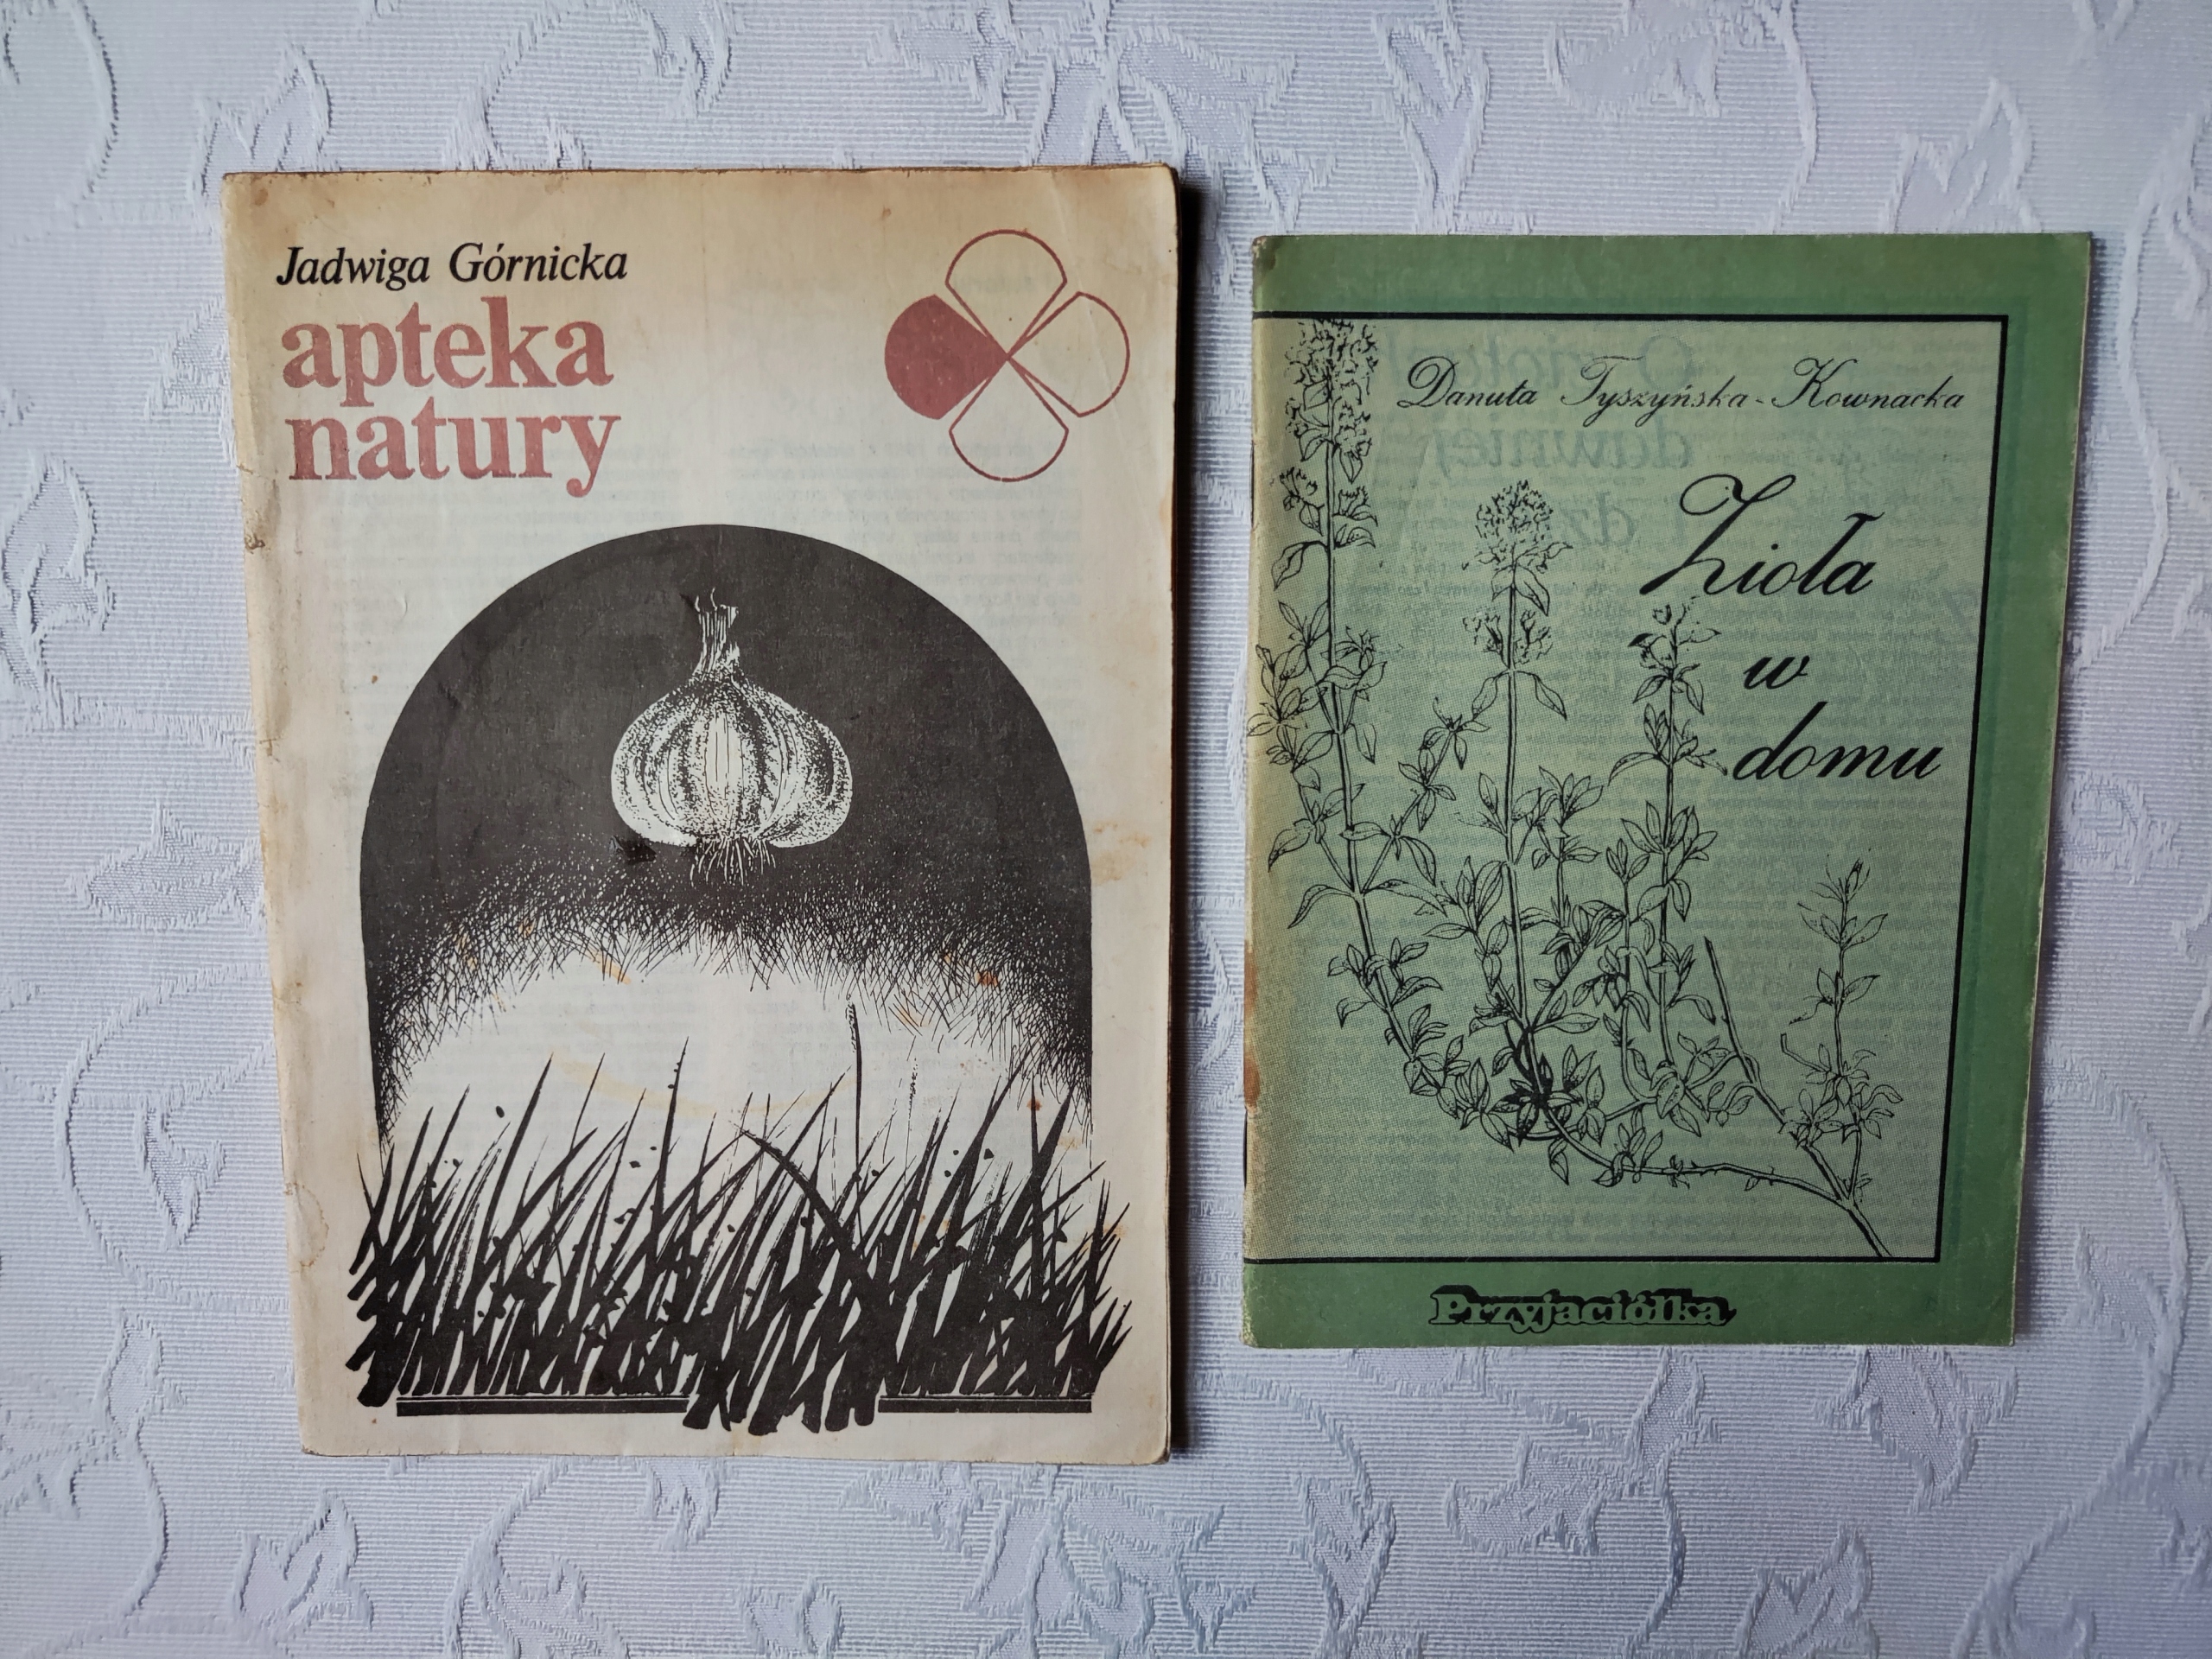 Jadwiga Górnicka
apteka
natury
Danuta Tyszyńska-Kownacka
Zioła
w
domu
Przyjaciółka